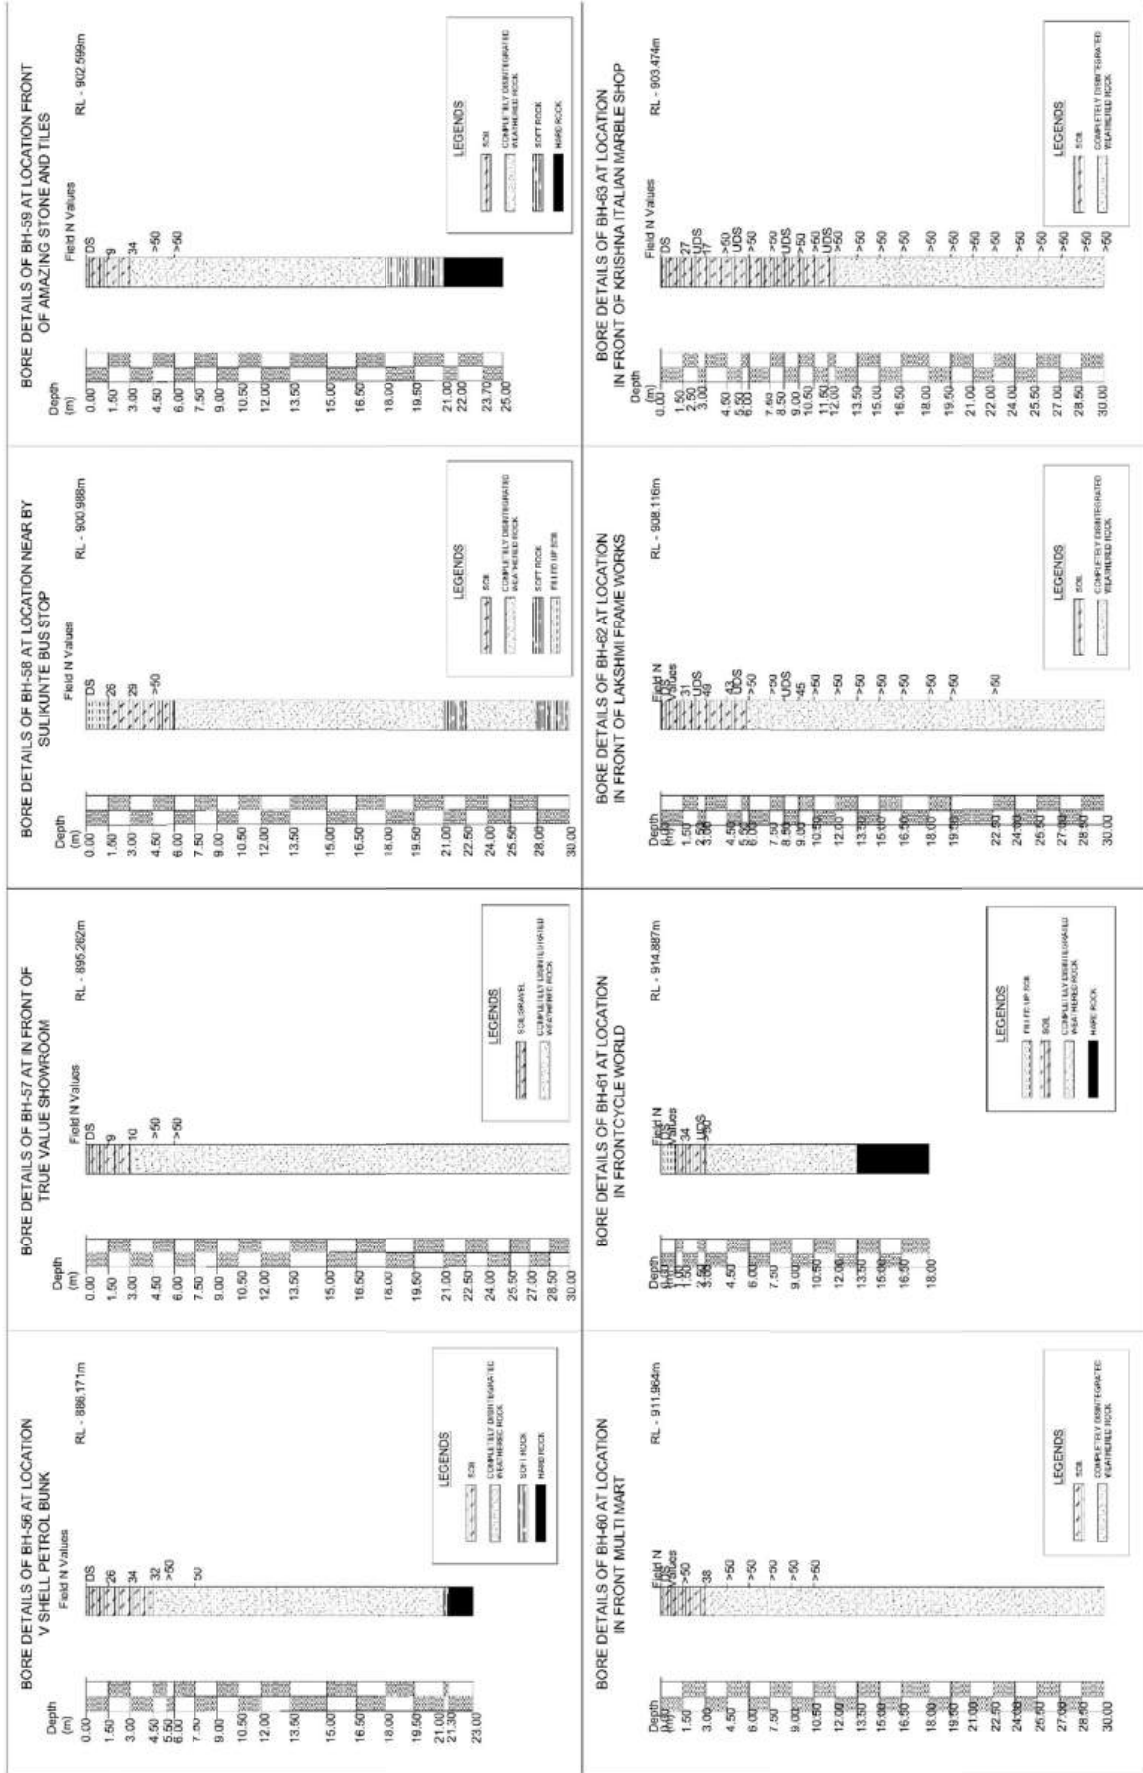 BORE DETAILS OF BH-56 AT LOCATION
V SHELL PETROL BUNK
Field N Values
RL - 886.171m
Depth
(m)
0.00
1.50
3.00
4.50
5.50
6.00
7.50
9.00
10.50
12.00
13.50
15.00
16.50
18.00
19.50
21.00
21.30
23.00
DS
26
34
32
>50
50
LEGENDS
SOIL
COMPLETELY DISINTEGRATED
WEATHERED ROCK
SOFT ROCK
HARD ROCK
BORE DETAILS OF BH-57 AT IN FRONT OF
TRUE VALUE SHOWROOM
Field N Values
RL - 895.262m
Depth
(m)
0.00
1.50
3.00
4.50
6.00
7.50
9.00
10.50
12.00
13.50
15.00
16.50
18.00
19.50
21.00
22.50
24.00
25.50
27.00
28.50
30.00
DS
9
10
>50
>50
LEGENDS
SOIL/GRAVEL
COMPLETELY DISINTEGRATED
WEATHERED ROCK
BORE DETAILS OF BH-58 AT LOCATION NEAR BY
SULIKUNTE BUS STOP
Field N Values
RL - 900.988m
Depth
(m)
0.00
1.50
3.00
4.50
6.00
7.50
9.00
10.50
12.00
13.50
15.00
16.50
18.00
19.50
21.00
22.50
24.00
25.50
28.00
30.00
DS
26
29
>50
LEGENDS
SOIL
COMPLETELY DISINTEGRATED
WEATHERED ROCK
SOFT ROCK
FILLED UP SOIL
BORE DETAILS OF BH-59 AT LOCATION FRONT
OF AMAZING STONE AND TILES
Field N Values
RL - 902.599m
Depth
(m)
0.00
1.50
3.00
4.50
6.00
7.50
9.00
10.50
12.00
13.50
15.00
16.50
18.00
19.50
21.00
22.00
23.70
25.00
DS
9
34
>50
>50
LEGENDS
SOIL
COMPLETELY DISINTEGRATED
WEATHERED ROCK
SOFT ROCK
HARD ROCK
BORE DETAILS OF BH-60 AT LOCATION
IN FRONT MULTI MART
Field N
Values
RL - 911.964m
Depth
1.50
3.00
4.50
6.00
7.50
9.00
10.50
12.00
13.50
15.00
16.50
18.00
19.50
21.00
22.50
24.00
25.50
27.00
28.50
30.00
DS
>50
38
>50
>50
>50
>50
>50
LEGENDS
SOIL
COMPLETELY DISINTEGRATED
WEATHERED ROCK
BORE DETAILS OF BH-61 AT LOCATION
IN FRONTCYCLE WORLD
Field N
Values
RL - 914.887m
Depth
1.50
2.50
3.00
4.50
6.00
7.50
9.00
10.50
12.00
13.50
15.00
16.50
18.00
DS
34
UDS
>50
LEGENDS
FILLED UP SOIL
SOIL
COMPLETELY DISINTEGRATED
WEATHERED ROCK
HARD ROCK
BORE DETAILS OF BH-62 AT LOCATION
IN FRONT OF LAKSHMI FRAME WORKS
Field N
Values
RL - 908.116m
Depth
1.50
2.50
3.00
4.50
6.00
7.50
8.50
9.00
10.50
12.00
13.50
15.00
16.50
18.00
19.50
22.50
24.00
25.50
27.00
28.50
30.00
DS
31
UDS
49
43
UDS
>50
>50
UDS
45
>50
>50
>50
>50
>50
>50
>50
>50
LEGENDS
SOIL
COMPLETELY DISINTEGRATED
WEATHERED ROCK
BORE DETAILS OF BH-63 AT LOCATION
IN FRONT OF KRISHNA ITALIAN MARBLE SHOP
Field N Values
RL - 903.474m
Depth
(m)
0.00
1.50
2.50
3.00
4.50
5.50
6.00
7.50
8.50
9.00
10.50
11.50
12.00
13.50
15.00
16.50
18.00
19.50
21.00
22.00
24.00
25.50
27.00
28.50
30.00
DS
27
UDS
17
>50
UDS
>50
>50
UDS
>50
>50
UDS
>50
>50
>50
>50
>50
>50
>50
>50
>50
>50
>50
>50
>50
LEGENDS
SOIL
COMPLETELY DISINTEGRATED
WEATHERED ROCK